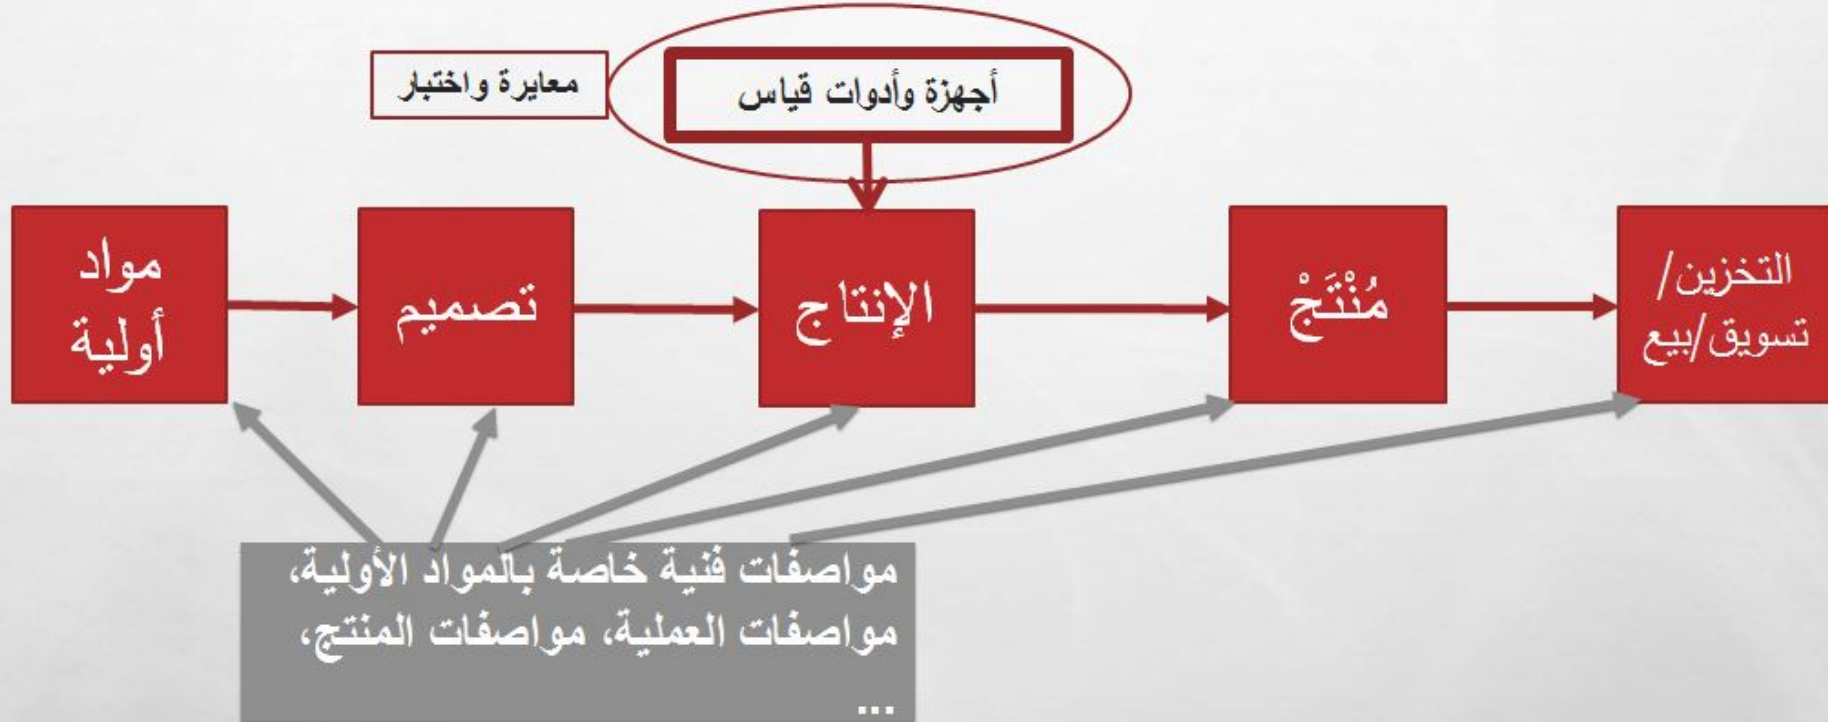 معايرة واختبار
أجهزة وأدوات قياس
مواد
أولية
تصميم
الإنتاج
مُنْتَجْ
التخزين/
تسويق/بيع
مواصفات فنية خاصة بالمواد الأولية،
مواصفات العملية، مواصفات المنتج،
...